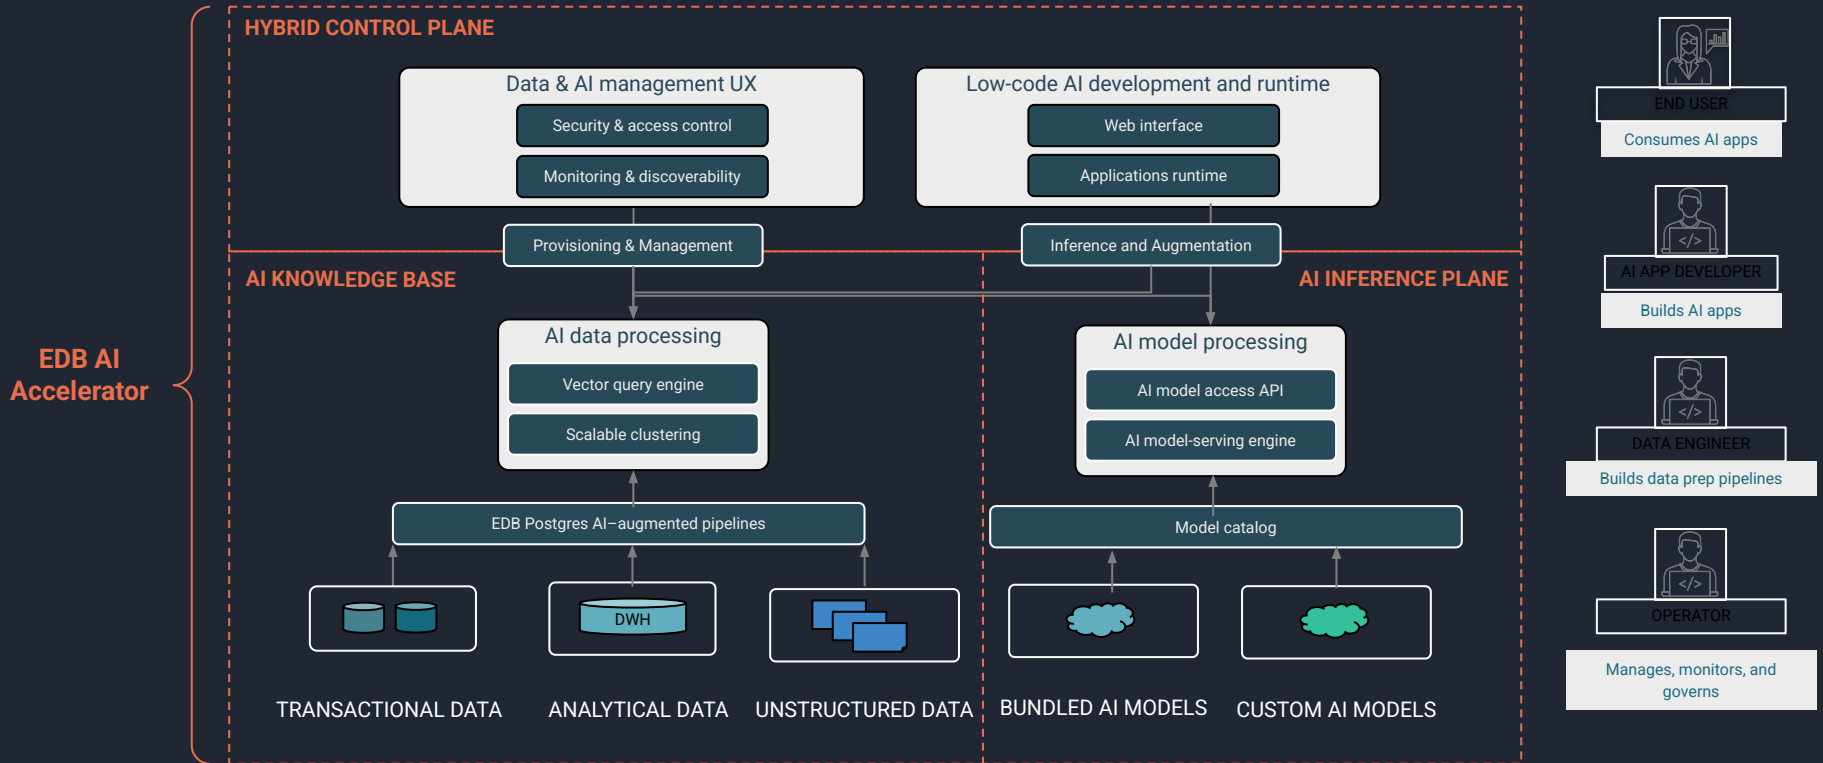 HYBRID CONTROL PLANE
Data & AI management UX
Security & access control
Monitoring & discoverability
Low-code AI development and runtime
Web interface
Applications runtime
Provisioning & Management
Inference and Augmentation
AI KNOWLEDGE BASE
AI INFERENCE PLANE
EDB AI
Accelerator
AI data processing
Vector query engine
Scalable clustering
AI model processing
AI model access API
AI model-serving engine
EDB Postgres AI–augmented pipelines
Model catalog
DWH
TRANSACTIONAL DATA
ANALYTICAL DATA
UNSTRUCTURED DATA
BUNDLED AI MODELS
CUSTOM AI MODELS
END USER
Consumes AI apps
</>
AI APP DEVELOPER
Builds AI apps
</>
DATA ENGINEER
Builds data prep pipelines
</>
OPERATOR
Manages, monitors, and
governs